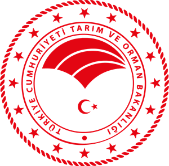 TÜRKİYE CUMHURİYETİ TARIM VE ORMAN BAKANLIĞI